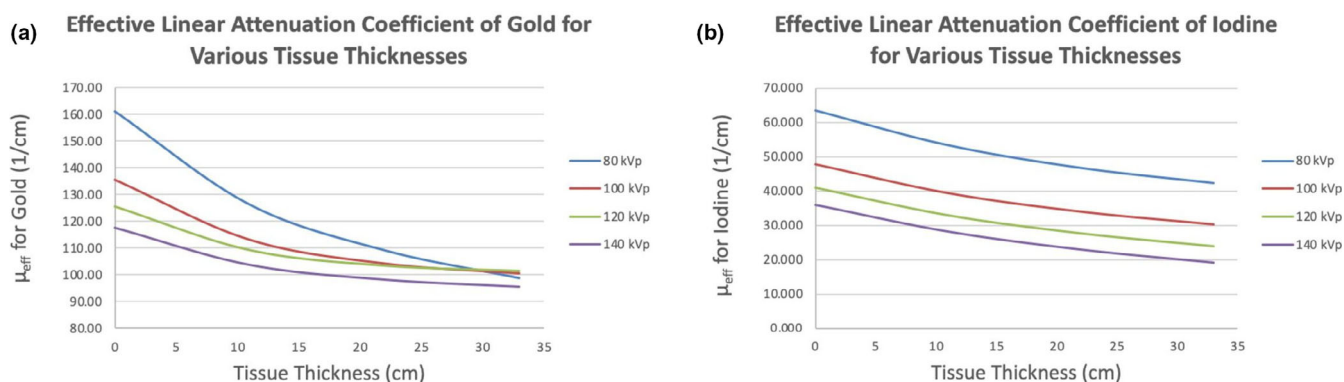 (a)
Effective Linear Attenuation Coefficient of Gold for
Various Tissue Thicknesses
170.00
160.00
150.00
140.00
130.00
120.00
110.00
100.00
90.00
80.00
μeff for Gold (1/cm)
0 5 10 15 20 25 30 35
Tissue Thickness (cm)
80 kVp
100 kVp
120 kVp
140 kVp
(b)
Effective Linear Attenuation Coefficient of Iodine
for Various Tissue Thicknesses
70.000
60.000
50.000
40.000
30.000
20.000
10.000
0.000
μeff for Iodine (1/cm)
0 5 10 15 20 25 30 35
Tissue Thickness (cm)
80 kVp
100 kVp
120 kVp
140 kVp